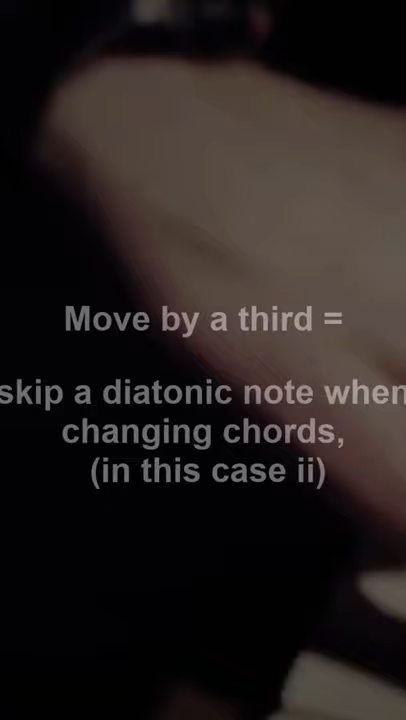 Move by a third =
skip a diatonic note when
changing chords,
(in this case ii)